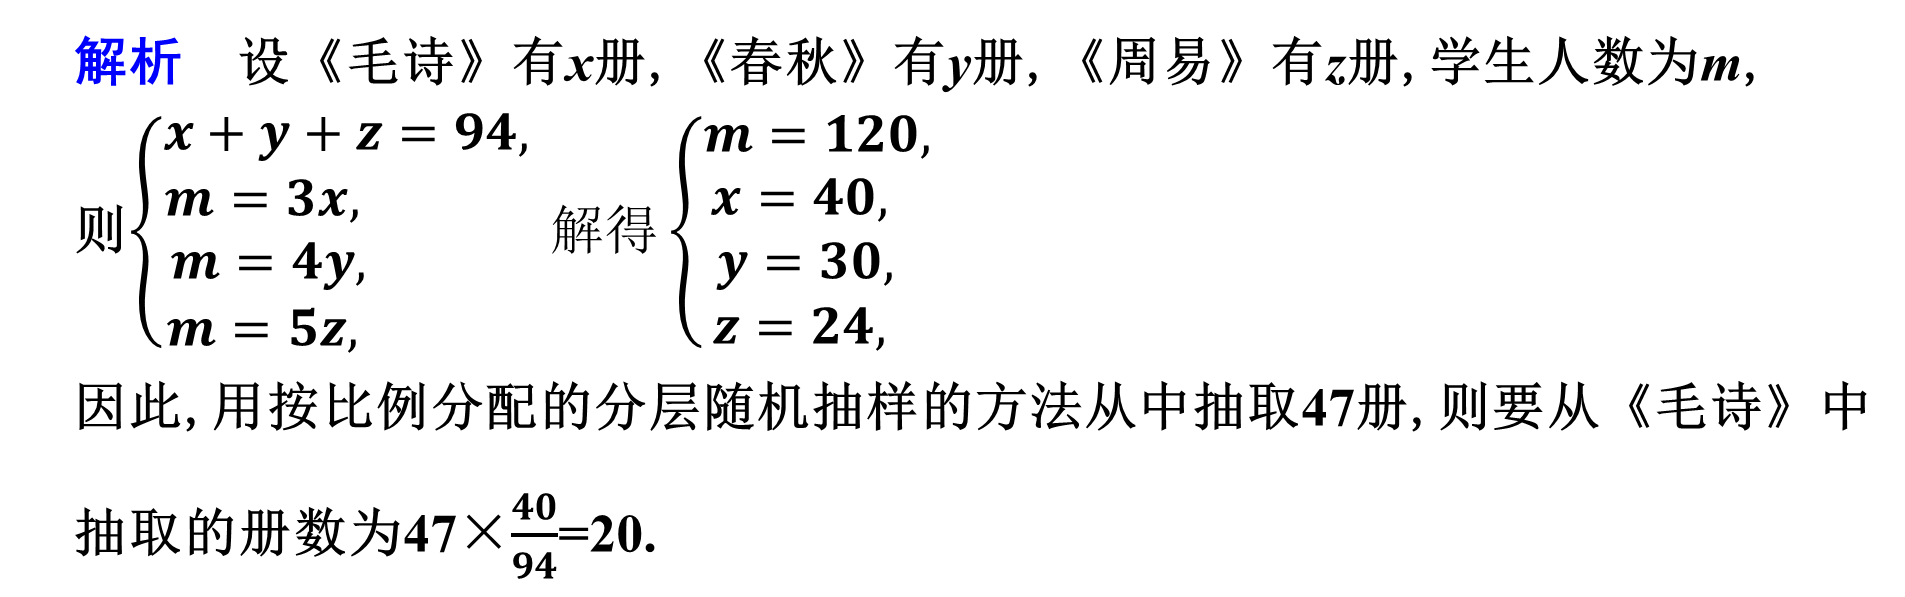 解析 设《毛诗》有x册,《春秋》有y册,《周易》有z册,学生人数为m,
则{x + y + z = 94, m = 3x, m = 4y, m = 5z, 解得{m = 120, x = 40, y = 30, z = 24,
因此,用按比例分配的分层随机抽样的方法从中抽取47册,则要从《毛诗》中
抽取的册数为47×40/94=20.